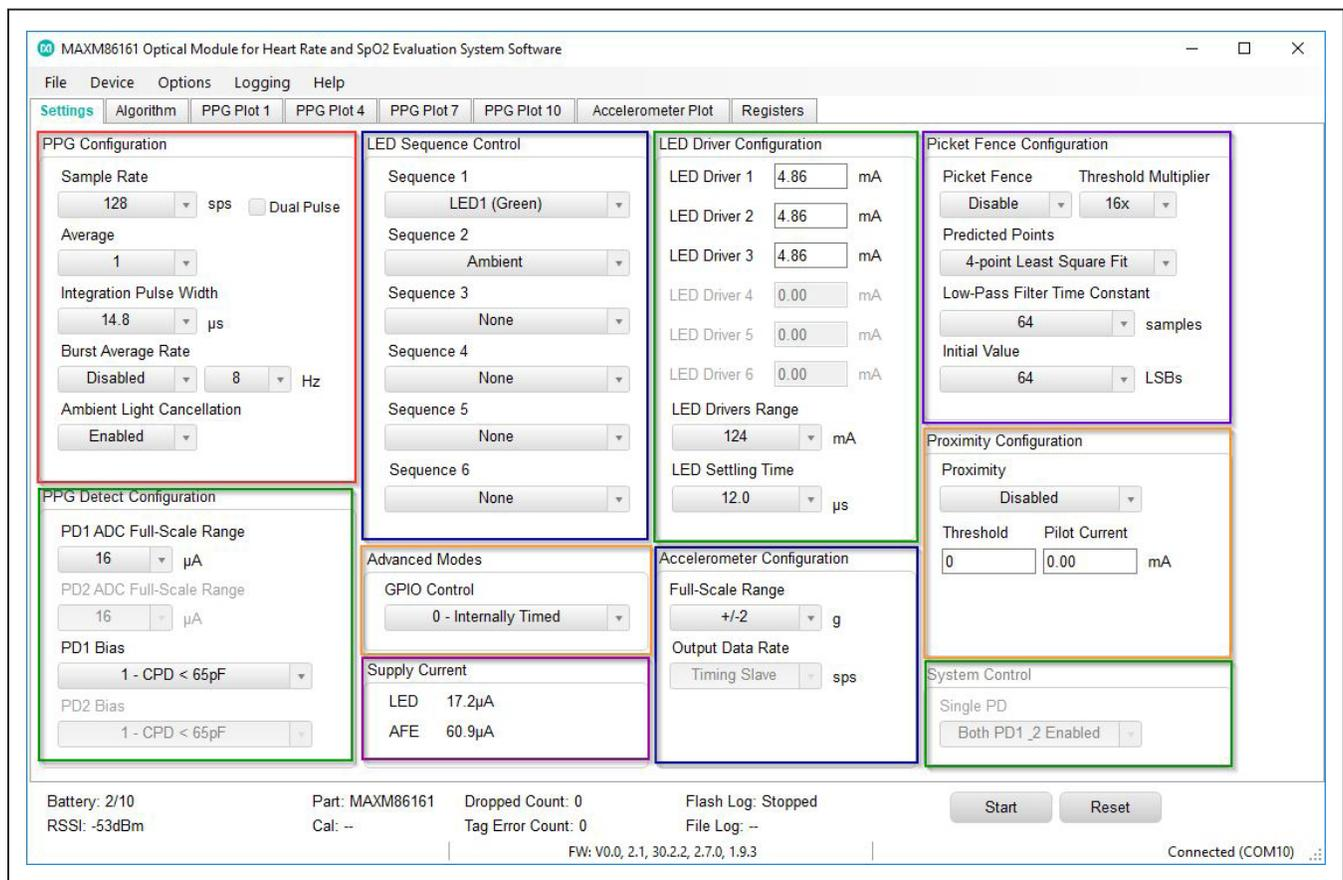 MAXM86161 Optical Module for Heart Rate and SpO2 Evaluation System Software
File Device Options Logging Help
Settings Algorithm PPG Plot 1 PPG Plot 4 PPG Plot 7 PPG Plot 10 Accelerometer Plot Registers
PPG Configuration
Sample Rate
128 sps Dual Pulse
Average
1
Integration Pulse Width
14.8 µs
Burst Average Rate
Disabled 8 Hz
Ambient Light Cancellation
Enabled
PPG Detect Configuration
PD1 ADC Full-Scale Range
16 µA
PD2 ADC Full-Scale Range
16 µA
PD1 Bias
1 - CPD < 65pF
PD2 Bias
1 - CPD < 65pF
LED Sequence Control
Sequence 1
LED1 (Green)
Sequence 2
Ambient
Sequence 3
None
Sequence 4
None
Sequence 5
None
Sequence 6
None
Advanced Modes
GPIO Control
0 - Internally Timed
Supply Current
LED 17.2µA
AFE 60.9µA
LED Driver Configuration
LED Driver 1 4.86 mA
LED Driver 2 4.86 mA
LED Driver 3 4.86 mA
LED Driver 4 0.00 mA
LED Driver 5 0.00 mA
LED Driver 6 0.00 mA
LED Drivers Range
124 mA
LED Settling Time
12.0 µs
Accelerometer Configuration
Full-Scale Range
+/-2 g
Output Data Rate
Timing Slave sps
Picket Fence Configuration
Picket Fence Threshold Multiplier
Disable 16x
Predicted Points
4-point Least Square Fit
Low-Pass Filter Time Constant
64 samples
Initial Value
64 LSBs
Proximity Configuration
Proximity
Disabled
Threshold Pilot Current
0 0.00 mA
System Control
Single PD
Both PD1_2 Enabled
Battery: 2/10 Part: MAXM86161 Dropped Count: 0 Flash Log: Stopped Start Reset
RSSI: -53dBm Cal: -- Tag Error Count: 0 File Log: --
FW: V0.0, 2.1, 30.2.2, 2.7.0, 1.9.3 Connected (COM10)